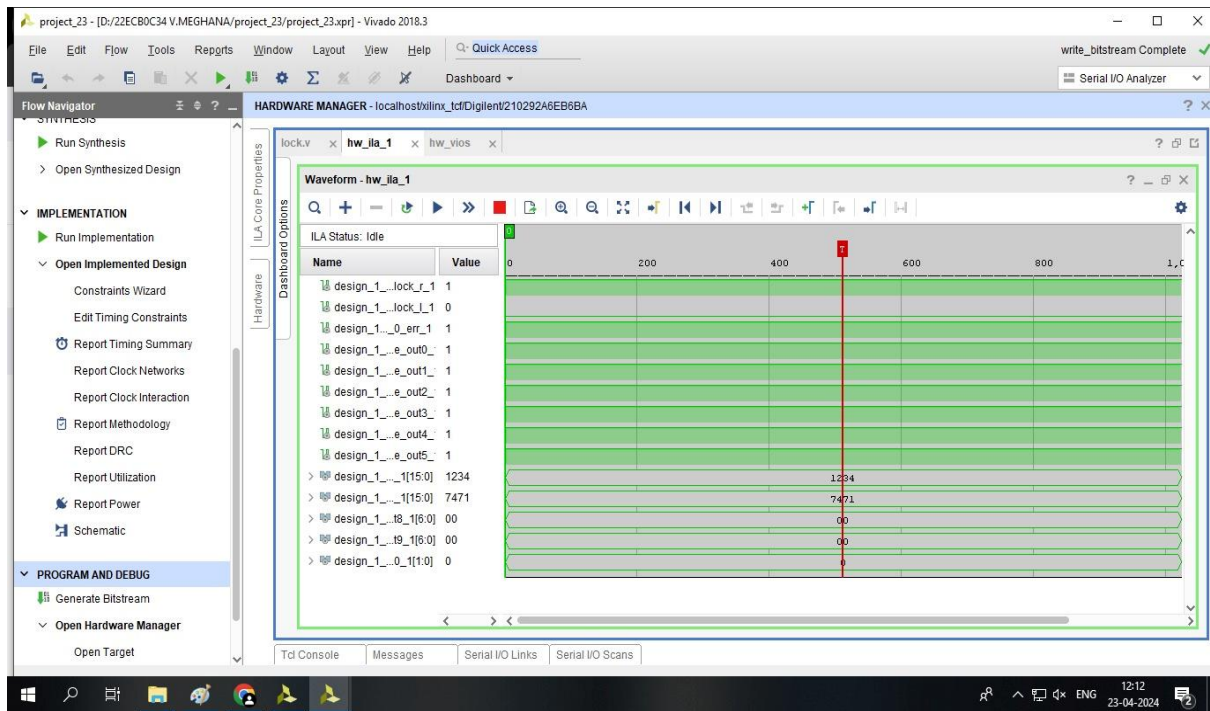 project_23 - [D:/22ECB0C34 V.MEGHANA/project_23/project_23.xpr] - Vivado 2018.3
File Edit Flow Tools Reports Window Layout View Help Quick Access
write_bitstream Complete
Dashboard
Serial I/O Analyzer
Flow Navigator
HARDWARE MANAGER - localhost/xilinx_tcf/Digilent/210292A6EB6BA
SYNTHESIS
Run Synthesis
Open Synthesized Design
IMPLEMENTATION
Run Implementation
Open Implemented Design
Constraints Wizard
Edit Timing Constraints
Report Timing Summary
Report Clock Networks
Report Clock Interaction
Report Methodology
Report DRC
Report Utilization
Report Power
Schematic
PROGRAM AND DEBUG
Generate Bitstream
Open Hardware Manager
Open Target
ILA Core Properties
Hardware
Dashboard Options
lock.v hw_ila_1 hw_vios
Waveform - hw_ila_1
ILA Status: Idle
0
T
Name Value 0 200 400 600 800 1,0
design_1_...lock_r_1 1
design_1_...lock_l_1 0
design_1..._0_err_1 1
design_1_...e_out0_ 1
design_1_...e_out1_ 1
design_1_...e_out2_ 1
design_1_...e_out3_ 1
design_1_...e_out4_ 1
design_1_...e_out5_ 1
design_1_..._1[15:0] 1234 1234
design_1_..._1[15:0] 7471 7471
design_1_...t8_1[6:0] 00 00
design_1_...t9_1[6:0] 00 00
design_1_...0_1[1:0] 0 0
Tcl Console Messages Serial I/O Links Serial I/O Scans
ENG
12:12
23-04-2024
2